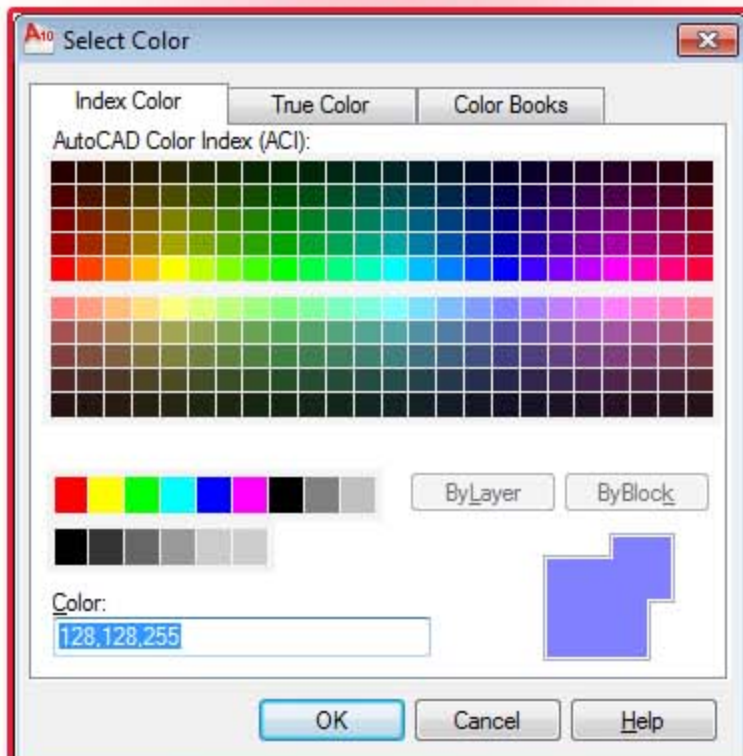 A10 Select Color
Index Color True Color Color Books
AutoCAD Color Index (ACI):
ByLayer ByBlock
Color:
128,128,255
OK Cancel Help